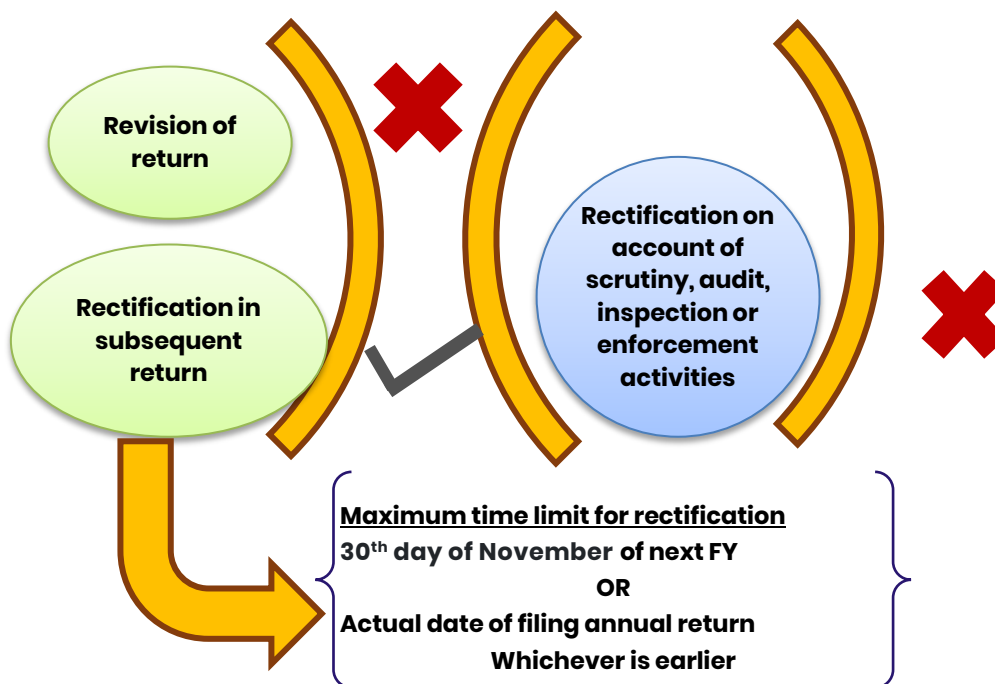 Revision of
return
Rectification in
subsequent
return
Rectification on
account of
scrutiny, audit,
inspection or
enforcement
activities
Maximum time limit for rectification
30th day of November of next FY
OR
Actual date of filing annual return
Whichever is earlier